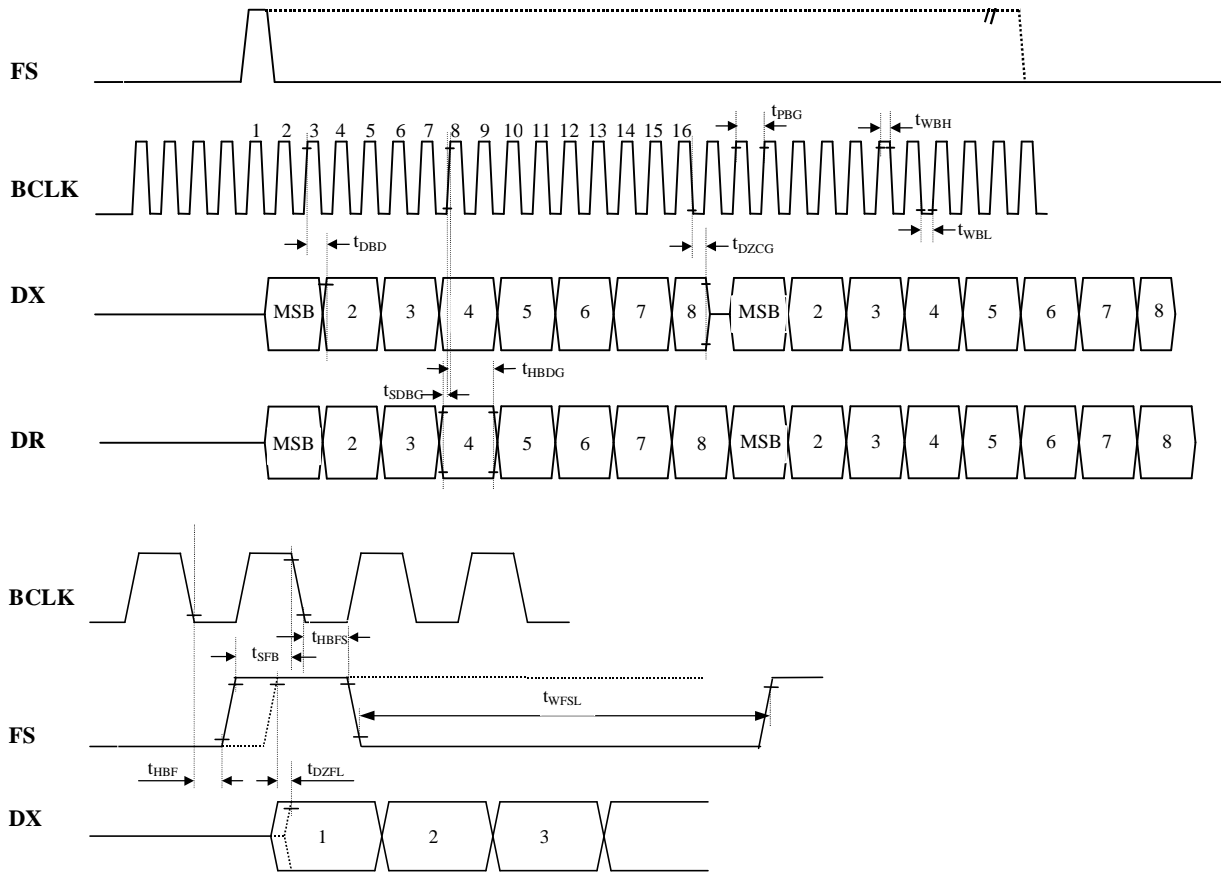 FS
1 2 3 4 5 6 7 8 9 10 11 12 13 14 15 16
tPBG
tWBH
BCLK
tDBD
tDZCG
tWBL
DX
MSB 2 3 4 5 6 7 8 MSB 2 3 4 5 6 7 8
tSDBG
tHBDG
DR
MSB 2 3 4 5 6 7 8 MSB 2 3 4 5 6 7 8
BCLK
tHBFS
tSFB
tWFSL
FS
tHBF
tDZFL
DX
1 2 3